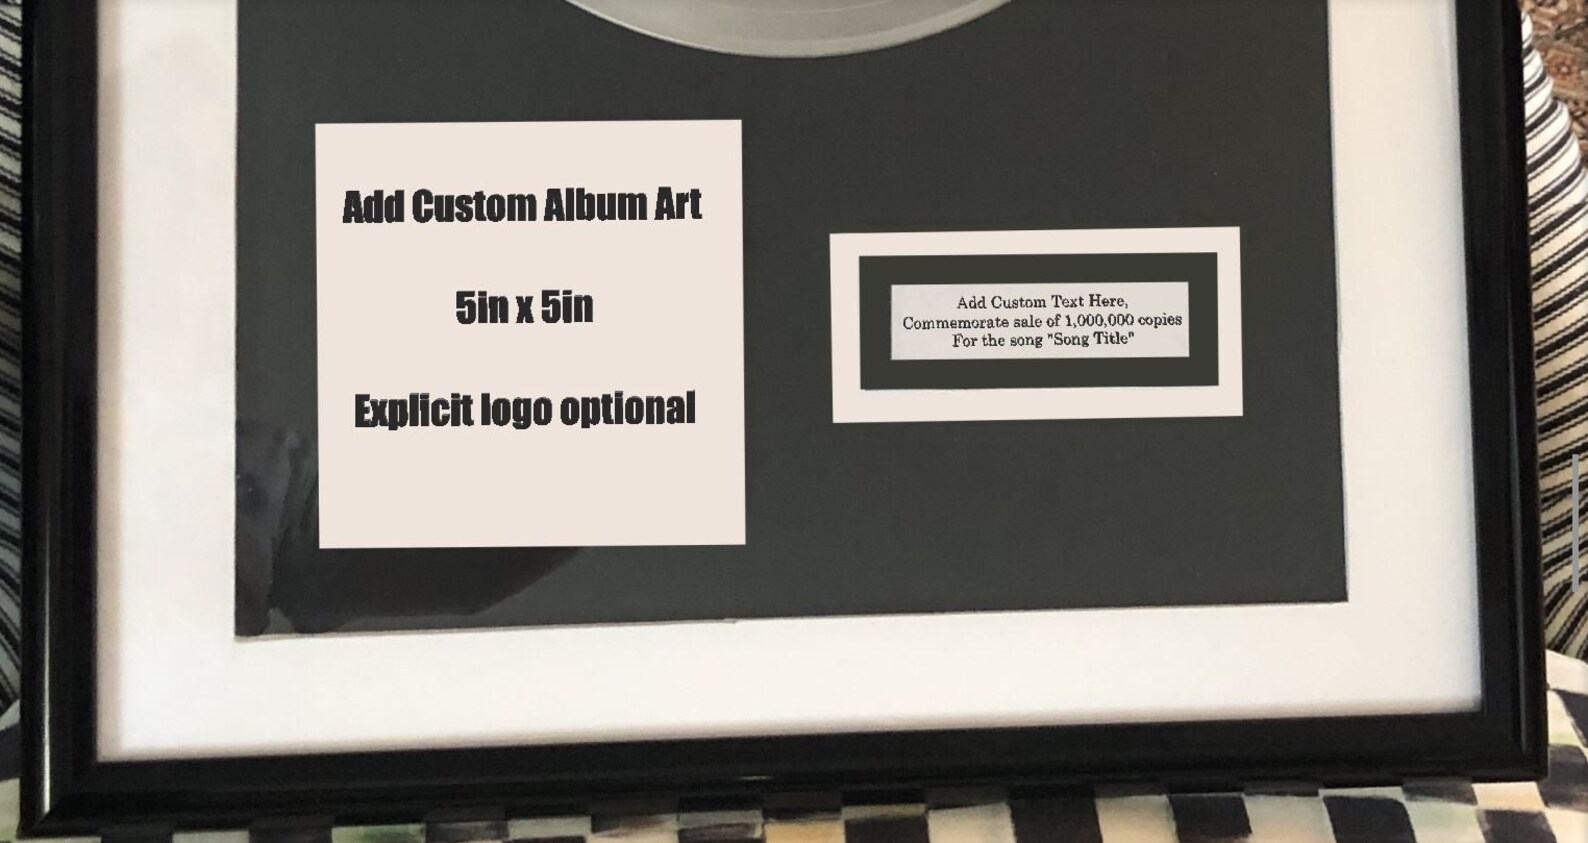 Add Custom Album Art
5in x 5in
Explicit logo optional
Add Custom Text Here,
Commemorate sale of 1,000,000 copies
For the song "Song Title"